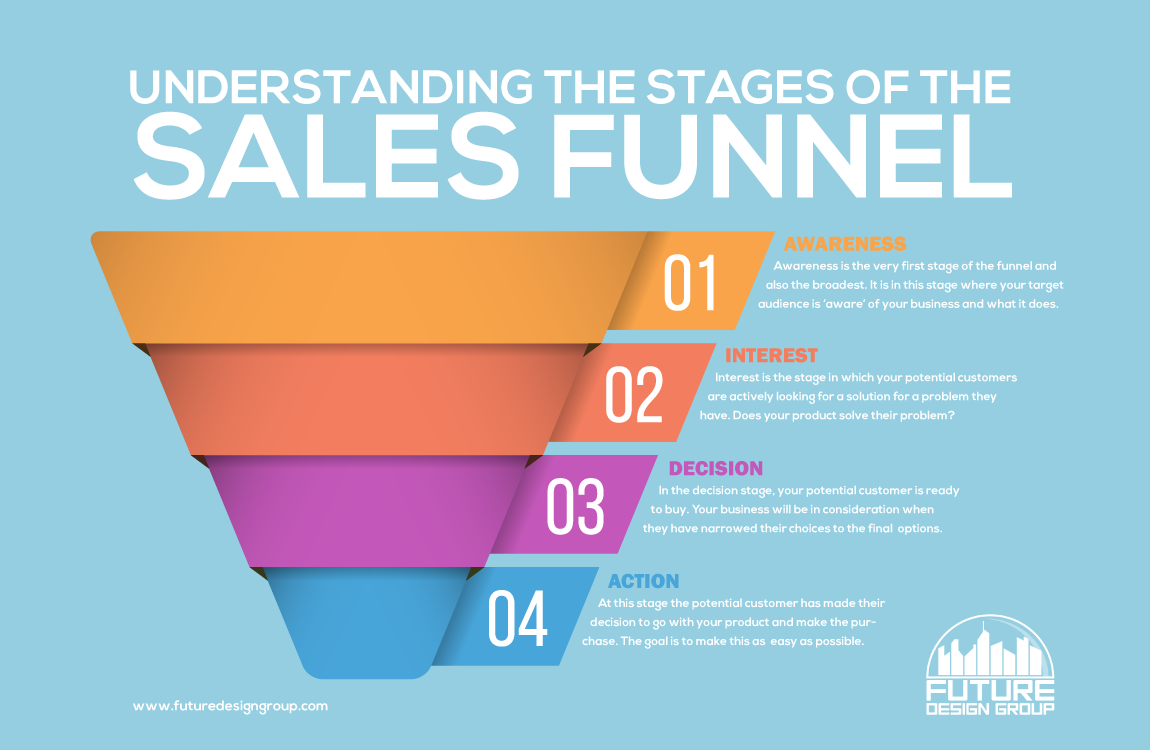 UNDERSTANDING THE STAGES OF THE
SALES FUNNEL
01
AWARENESS
Awareness is the very first stage of the funnel and
also the broadest. It is in this stage where your target
audience is ‘aware’ of your business and what it does.
02
INTEREST
Interest is the stage in which your potential customers
are actively looking for a solution for a problem they
have. Does your product solve their problem?
03
DECISION
In the decision stage, your potential customer is ready
to buy. Your business will be in consideration when
they have narrowed their choices to the final options.
04
ACTION
At this stage the potential customer has made their
decision to go with your product and make the pur-
chase. The goal is to make this as easy as possible.
www.futuredesigngroup.com
FUTURE
DESIGN GROUP